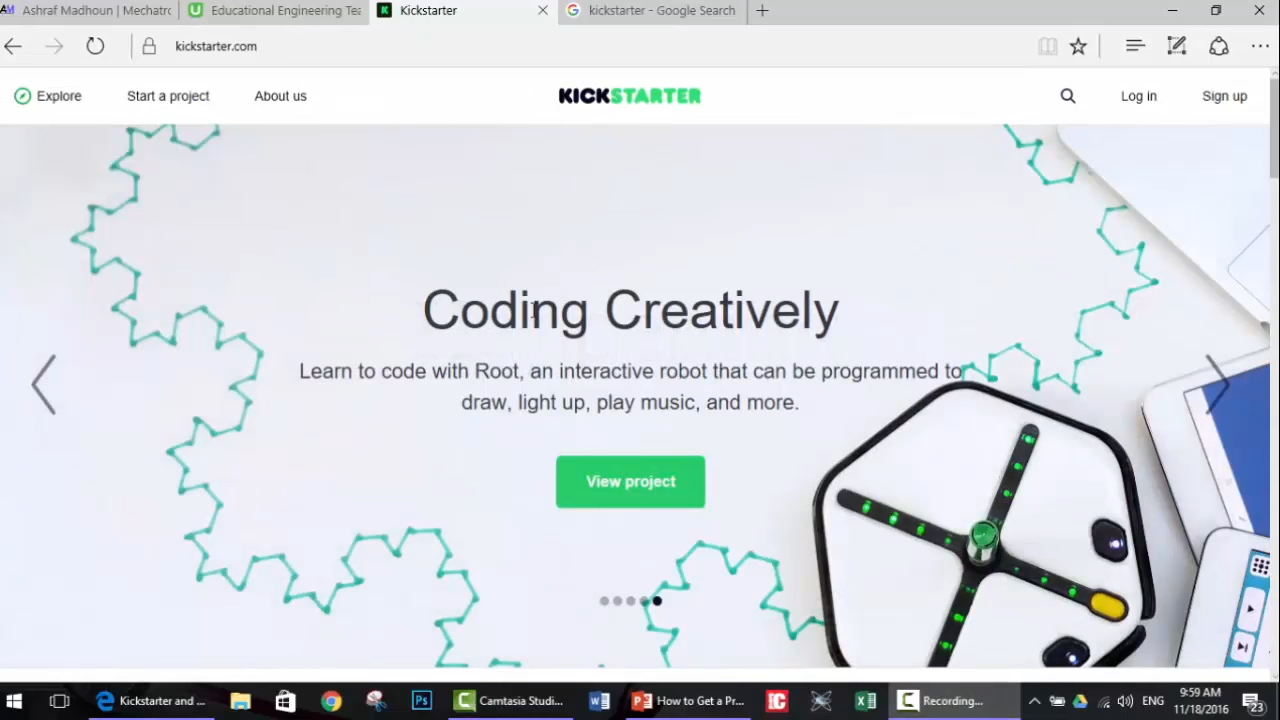 Ashraf Madhoun | Mechatro
Educational Engineering Tea
Kickstarter
kickstarter - Google Search
kickstarter.com
Explore
Start a project
About us
KICKSTARTER
Log in
Sign up
Coding Creatively
Learn to code with Root, an interactive robot that can be programmed to
draw, light up, play music, and more.
View project
Kickstarter and ...
Camtasia Studi...
How to Get a Pr...
Recording...
ENG
9:59 AM
11/18/2016
23